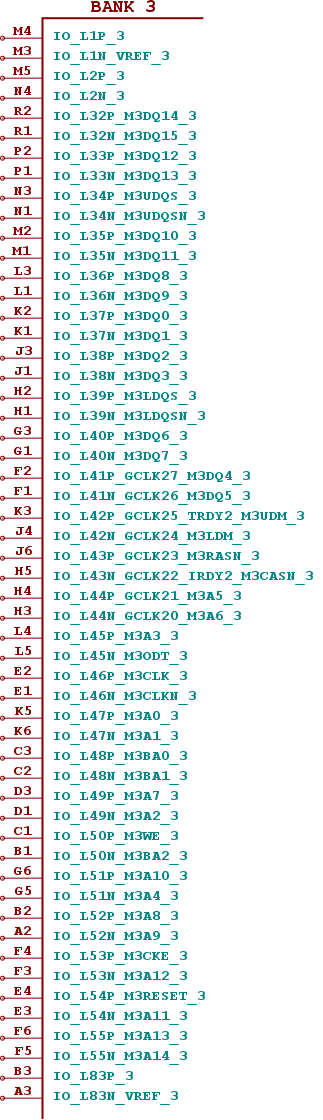 BANK 3
M4 IO_L1P_3
M3 IO_L1N_VREF_3
M5 IO_L2P_3
N4 IO_L2N_3
R2 IO_L32P_M3DQ14_3
R1 IO_L32N_M3DQ15_3
P2 IO_L33P_M3DQ12_3
P1 IO_L33N_M3DQ13_3
N3 IO_L34P_M3UDQS_3
N1 IO_L34N_M3UDQSN_3
M2 IO_L35P_M3DQ10_3
M1 IO_L35N_M3DQ11_3
L3 IO_L36P_M3DQ8_3
L1 IO_L36N_M3DQ9_3
K2 IO_L37P_M3DQ0_3
K1 IO_L37N_M3DQ1_3
J3 IO_L38P_M3DQ2_3
J1 IO_L38N_M3DQ3_3
H2 IO_L39P_M3LDQS_3
H1 IO_L39N_M3LDQSN_3
G3 IO_L40P_M3DQ6_3
G1 IO_L40N_M3DQ7_3
F2 IO_L41P_GCLK27_M3DQ4_3
F1 IO_L41N_GCLK26_M3DQ5_3
K3 IO_L42P_GCLK25_TRDY2_M3UDM_3
J4 IO_L42N_GCLK24_M3LDM_3
J6 IO_L43P_GCLK23_M3RASN_3
H5 IO_L43N_GCLK22_IRDY2_M3CASN_3
H4 IO_L44P_GCLK21_M3A5_3
H3 IO_L44N_GCLK20_M3A6_3
L4 IO_L45P_M3A3_3
L5 IO_L45N_M3ODT_3
E2 IO_L46P_M3CLK_3
E1 IO_L46N_M3CLKN_3
K5 IO_L47P_M3A0_3
K6 IO_L47N_M3A1_3
C3 IO_L48P_M3BA0_3
C2 IO_L48N_M3BA1_3
D3 IO_L49P_M3A7_3
D1 IO_L49N_M3A2_3
C1 IO_L50P_M3WE_3
B1 IO_L50N_M3BA2_3
G6 IO_L51P_M3A10_3
G5 IO_L51N_M3A4_3
B2 IO_L52P_M3A8_3
A2 IO_L52N_M3A9_3
F4 IO_L53P_M3CKE_3
F3 IO_L53N_M3A12_3
E4 IO_L54P_M3RESET_3
E3 IO_L54N_M3A11_3
F6 IO_L55P_M3A13_3
F5 IO_L55N_M3A14_3
B3 IO_L83P_3
A3 IO_L83N_VREF_3